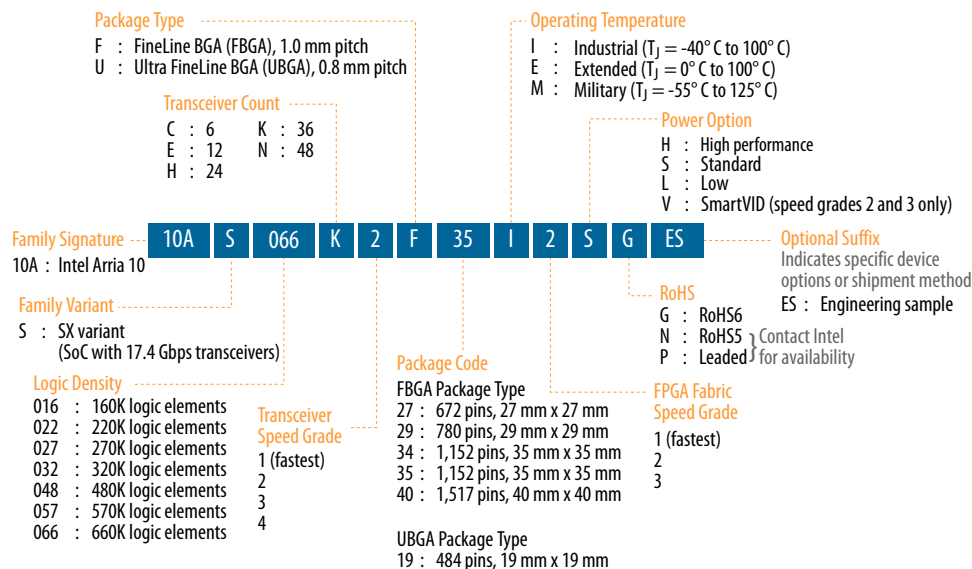 Package Type
F : FineLine BGA (FBGA), 1.0 mm pitch
U : Ultra FineLine BGA (UBGA), 0.8 mm pitch
Operating Temperature
I : Industrial (TJ = -40° C to 100° C)
E : Extended (TJ = 0° C to 100° C)
M : Military (TJ = -55° C to 125° C)
Transceiver Count
C : 6 K : 36
E : 12 N : 48
H : 24
Power Option
H : High performance
S : Standard
L : Low
V : SmartVID (speed grades 2 and 3 only)
10A S 066 K 2 F 35 I 2 S G ES
Family Signature
10A : Intel Arria 10
Optional Suffix
Indicates specific device
options or shipment method
ES : Engineering sample
Family Variant
S : SX variant
(SoC with 17.4 Gbps transceivers)
RoHS
G : RoHS6
N : RoHS5
P : Leaded
Contact Intel
for availability
Logic Density
016 : 160K logic elements
022 : 220K logic elements
027 : 270K logic elements
032 : 320K logic elements
048 : 480K logic elements
057 : 570K logic elements
066 : 660K logic elements
Transceiver
Speed Grade
1 (fastest)
2
3
4
Package Code
FBGA Package Type
27 : 672 pins, 27 mm x 27 mm
29 : 780 pins, 29 mm x 29 mm
34 : 1,152 pins, 35 mm x 35 mm
35 : 1,152 pins, 35 mm x 35 mm
40 : 1,517 pins, 40 mm x 40 mm
UBGA Package Type
19 : 484 pins, 19 mm x 19 mm
FPGA Fabric
Speed Grade
1 (fastest)
2
3